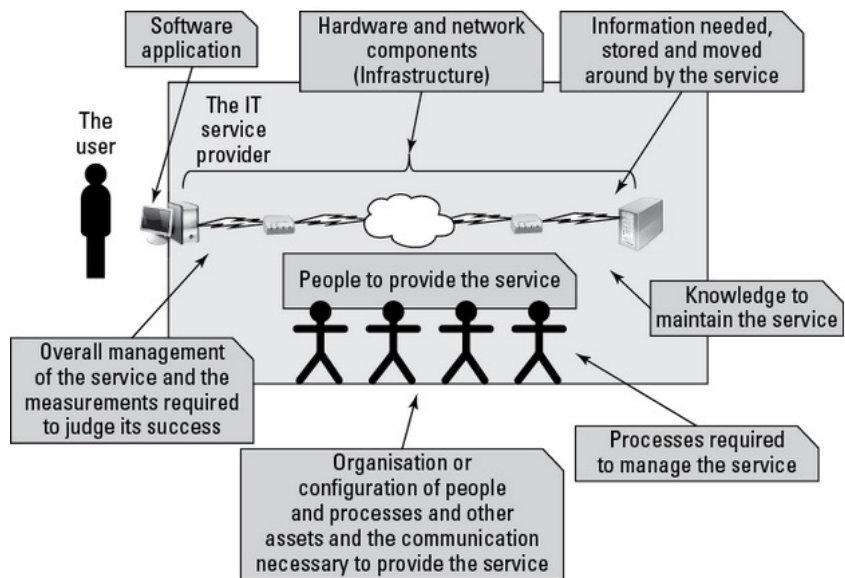 Software
application
Hardware and network
components
(Infrastructure)
Information needed,
stored and moved
around by the service
The
user
The IT
service
provider
People to provide the service
Knowledge to
maintain the service
Overall management
of the service and the
measurements required
to judge its success
Processes required
to manage the service
Organisation or
configuration of people
and processes and other
assets and the communication
necessary to provide the service